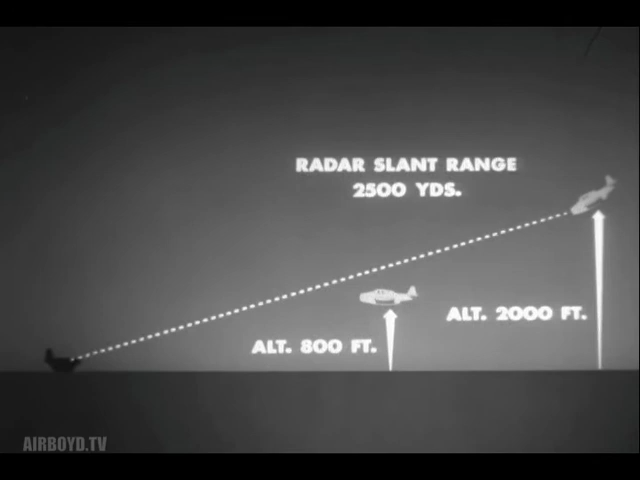 RADAR SLANT RANGE
2500 YDS.
ALT. 2000 FT.
ALT. 800 FT.
AIRBOYD.TV